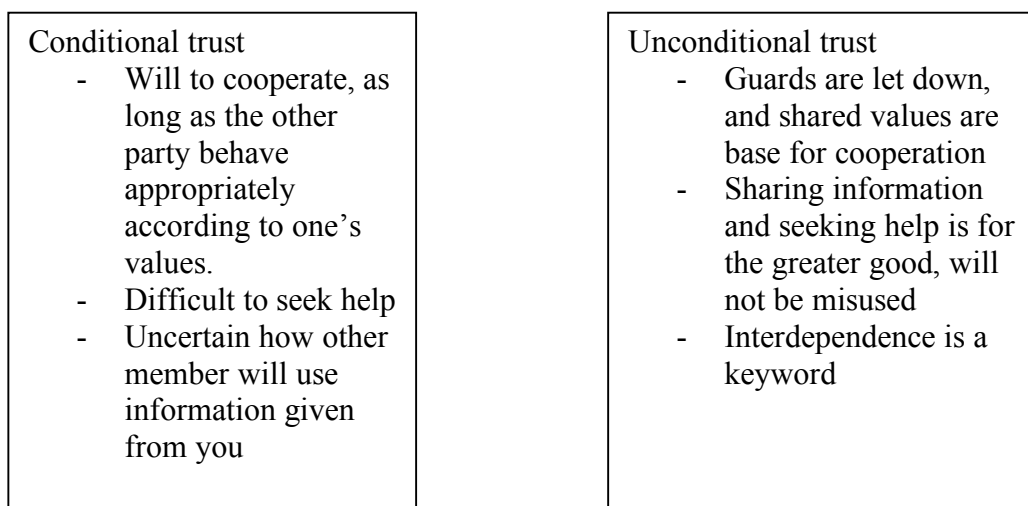 Conditional trust
- Will to cooperate, as
long as the other
party behave
appropriately
according to one’s
values.
- Difficult to seek help
- Uncertain how other
member will use
information given
from you
Unconditional trust
- Guards are let down,
and shared values are
base for cooperation
- Sharing information
and seeking help is for
the greater good, will
not be misused
- Interdependence is a
keyword